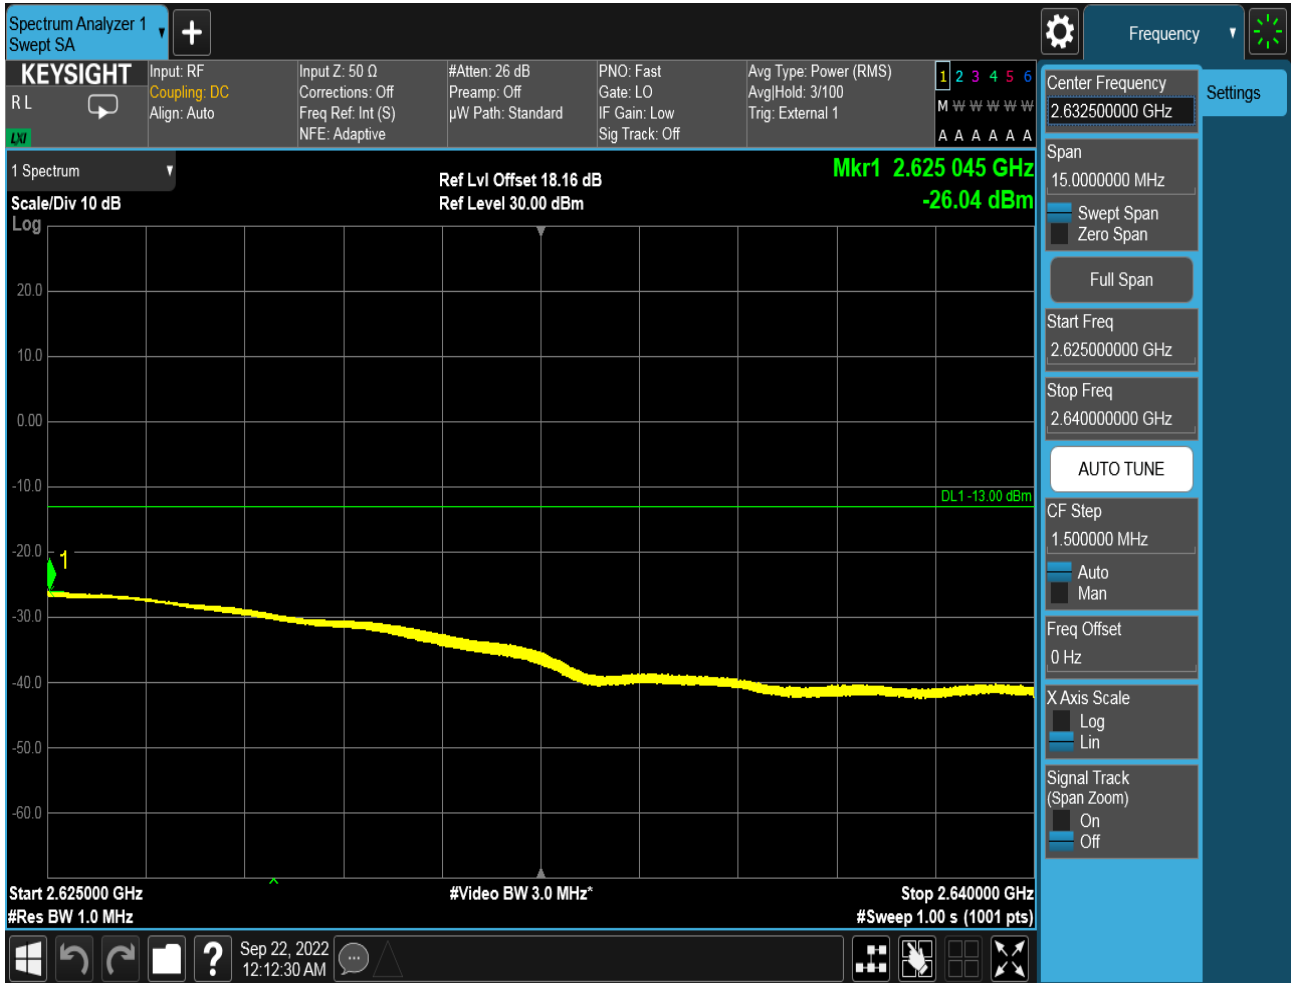 Spectrum Analyzer 1
Swept SA
Frequency
KEYSIGHT
R L
LXI
Input: RF
Coupling: DC
Align: Auto
Input Z: 50 Ω
Corrections: Off
Freq Ref: Int (S)
NFE: Adaptive
#Atten: 26 dB
Preamp: Off
µW Path: Standard
PNO: Fast
Gate: LO
IF Gain: Low
Sig Track: Off
Avg Type: Power (RMS)
Avg|Hold: 3/100
Trig: External 1
1 2 3 4 5 6
M W W W W W
A A A A A A
1 Spectrum
Scale/Div 10 dB
Log
Ref Lvl Offset 18.16 dB
Ref Level 30.00 dBm
Mkr1 2.625 045 GHz
-26.04 dBm
20.0
10.0
0.00
-10.0
-20.0
-30.0
-40.0
-50.0
-60.0
DL1 -13.00 dBm
1
Start 2.625000 GHz
#Res BW 1.0 MHz
#Video BW 3.0 MHz*
Stop 2.640000 GHz
#Sweep 1.00 s (1001 pts)
Center Frequency
2.632500000 GHz
Settings
Span
15.0000000 MHz
Swept Span
Zero Span
Full Span
Start Freq
2.625000000 GHz
Stop Freq
2.640000000 GHz
AUTO TUNE
CF Step
1.500000 MHz
Auto
Man
Freq Offset
0 Hz
X Axis Scale
Log
Lin
Signal Track
(Span Zoom)
On
Off
?
Sep 22, 2022
12:12:30 AM